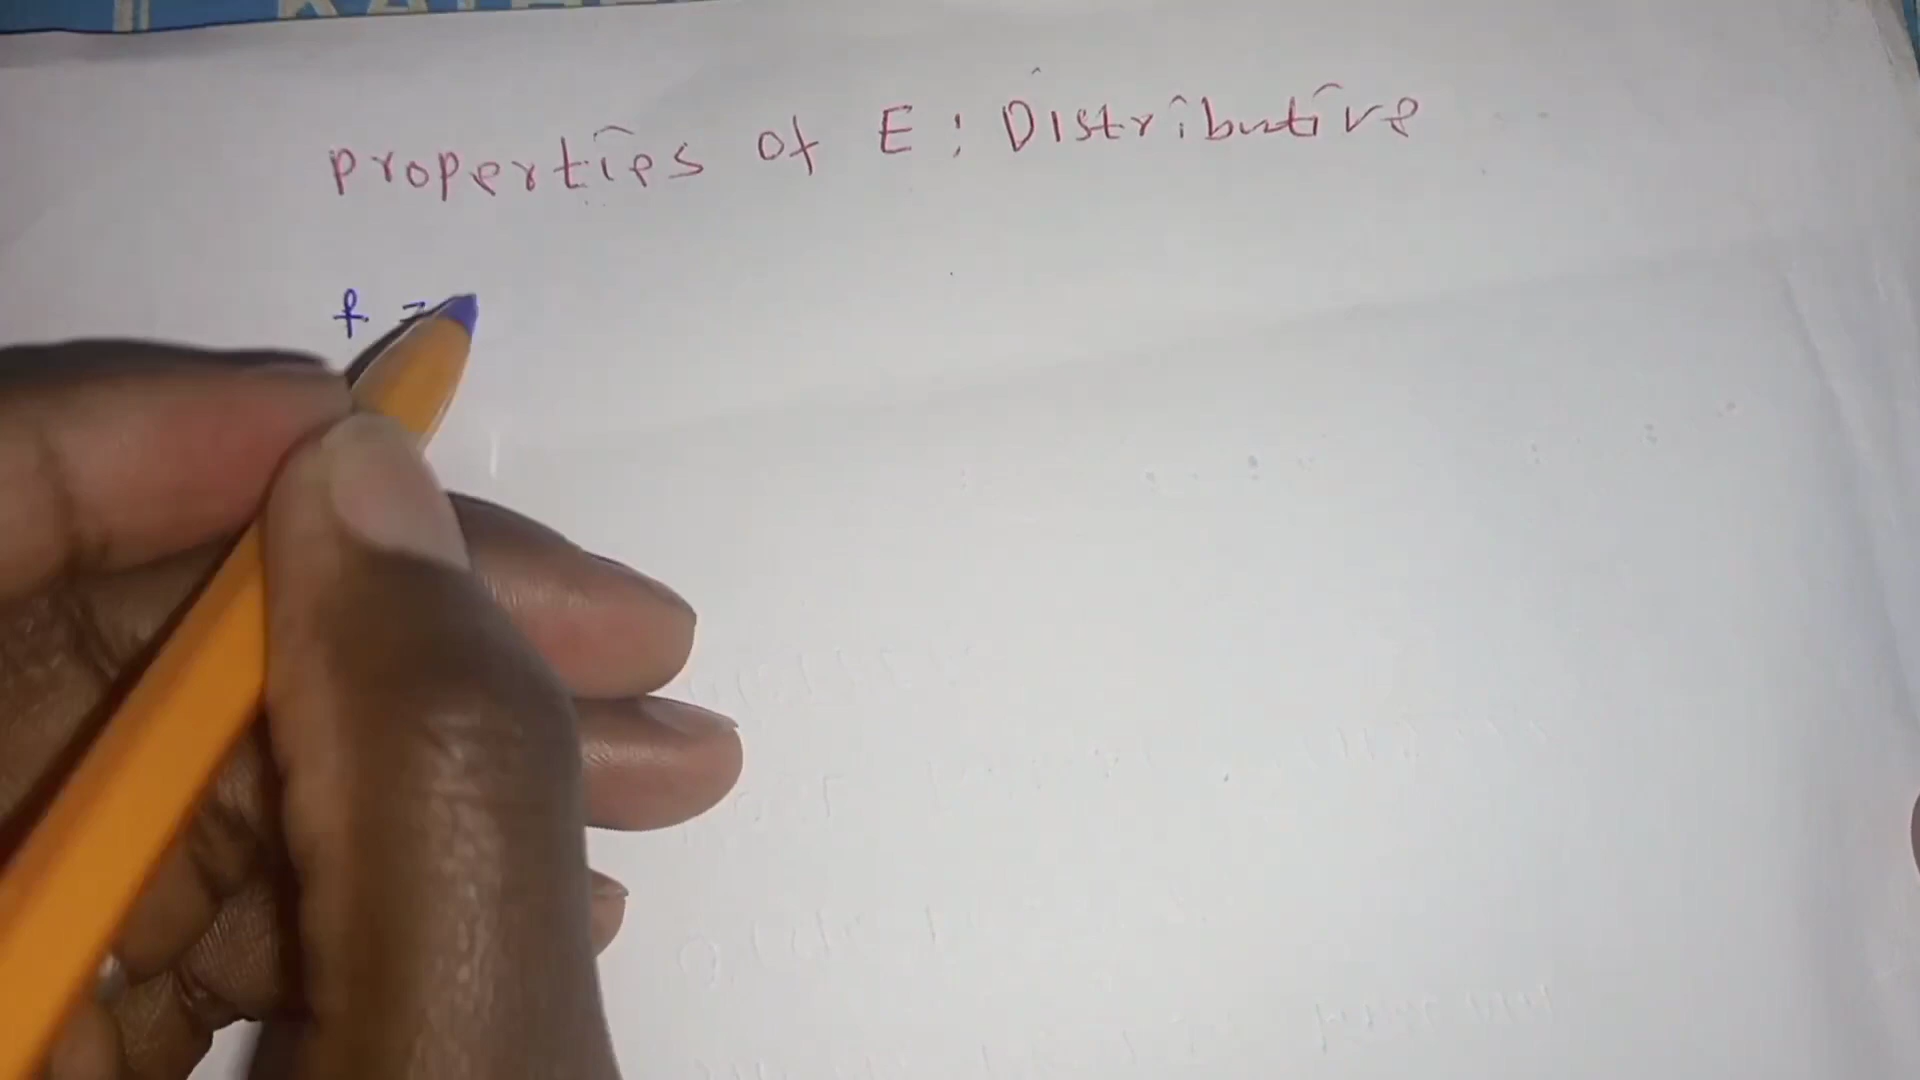 properties of E : Distributive
f =